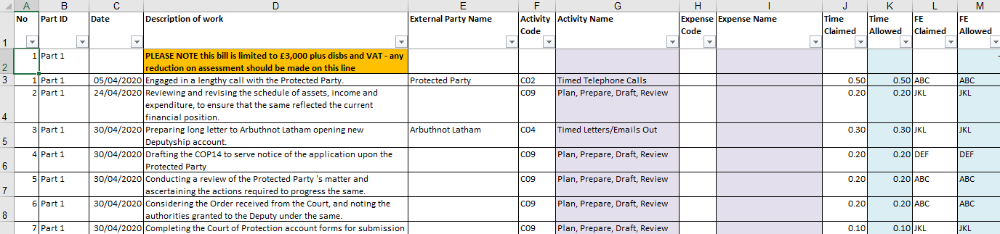 A B C D E F G H I J K L M
No Part ID Date Description of work External Party Name Activity Activity Name Expense Expense Name Time Time FE FE
Code Code Claimed Allowed Claimed Allowed
1
1 Part 1 PLEASE NOTE this bill is limited to £3,000 plus disbs and VAT - any
2 reduction on assessment should be made on this line
3 1 Part 1 05/04/2020 Engaged in a lengthy call with the Protected Party. Protected Party C02 Timed Telephone Calls 0.50 0.50 ABC ABC
2 Part 1 24/04/2020 Reviewing and revising the schedule of assets, income and C09 Plan, Prepare, Draft, Review 0.20 0.20 JKL JKL
expenditure, to ensure that the same reflected the current
4 financial position.
3 Part 1 30/04/2020 Preparing long letter to Arbuthnot Latham opening new Arbuthnot Latham C04 Timed Letters/Emails Out 0.30 0.30 JKL JKL
5 Deputyship account.
4 Part 1 30/04/2020 Drafting the COP14 to serve notice of the application upon the C09 Plan, Prepare, Draft, Review 0.20 0.20 DEF DEF
6 Protected Party
5 Part 1 30/04/2020 Conducting a review of the Protected Party 's matter and C09 Plan, Prepare, Draft, Review 0.20 0.20 ABC ABC
7 ascertaining the actions required to progress the same.
6 Part 1 30/04/2020 Considering the Order received from the Court, and noting the C09 Plan, Prepare, Draft, Review 0.20 0.20 ABC ABC
8 authorities granted to the Deputy under the same.
7 Part 1 30/04/2020 Completing the Court of Protection account forms for submission C09 Plan, Prepare, Draft, Review 0.10 0.10 JKL JKL